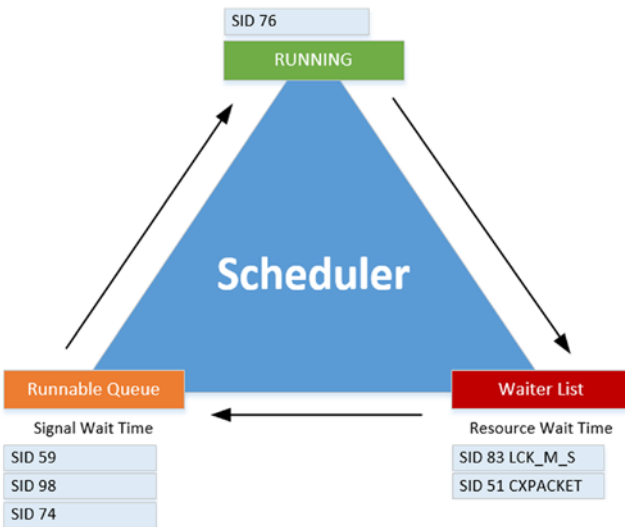 SID 76
RUNNING
Scheduler
Runnable Queue
Signal Wait Time
SID 59
SID 98
SID 74
Waiter List
Resource Wait Time
SID 83 LCK_M_S
SID 51 CXPACKET